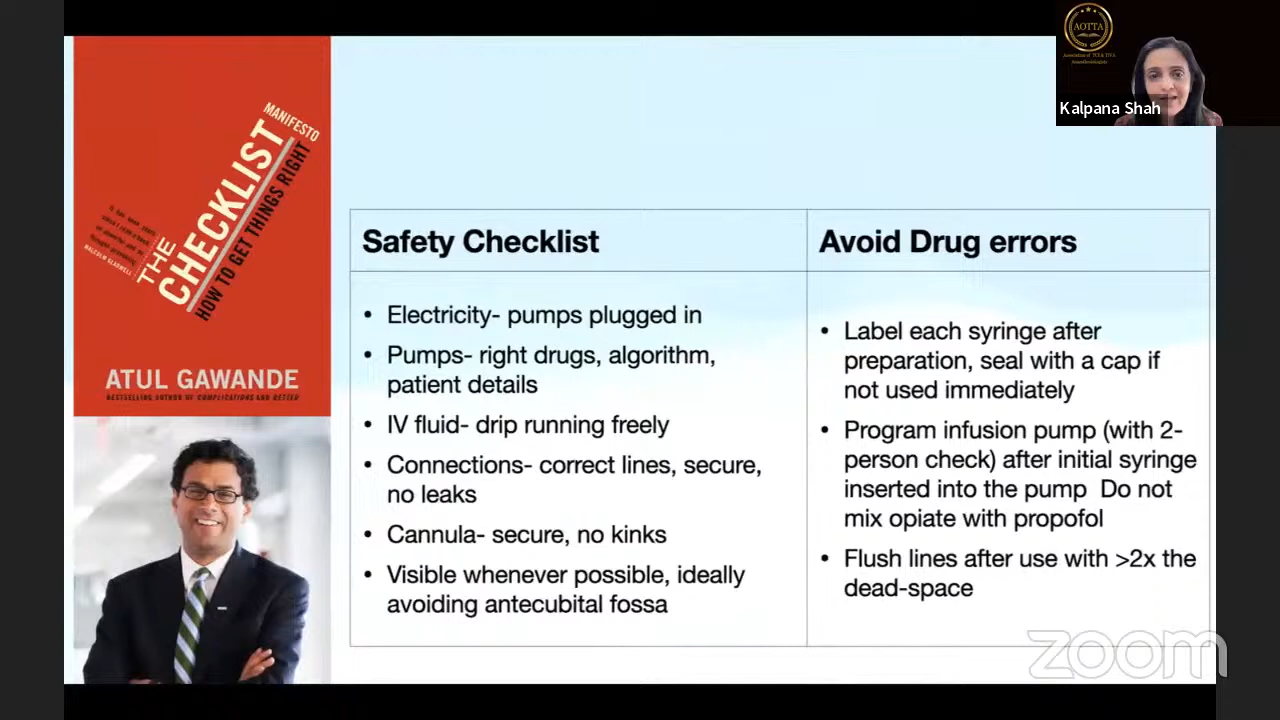 AOTTA
Kalpana Shah
THE
CHECKLIST
MANIFESTO
HOW TO GET THINGS RIGHT
MALCOLM GLADWELL
ATUL GAWANDE
BESTSELLING AUTHOR OF COMPLICATIONS AND BETTER
Safety Checklist
• Electricity- pumps plugged in
• Pumps- right drugs, algorithm,
patient details
• IV fluid- drip running freely
• Connections- correct lines, secure,
no leaks
• Cannula- secure, no kinks
• Visible whenever possible, ideally
avoiding antecubital fossa
Avoid Drug errors
• Label each syringe after
preparation, seal with a cap if
not used immediately
• Program infusion pump (with 2-
person check) after initial syringe
inserted into the pump  Do not
mix opiate with propofol
• Flush lines after use with >2x the
dead-space
zoom